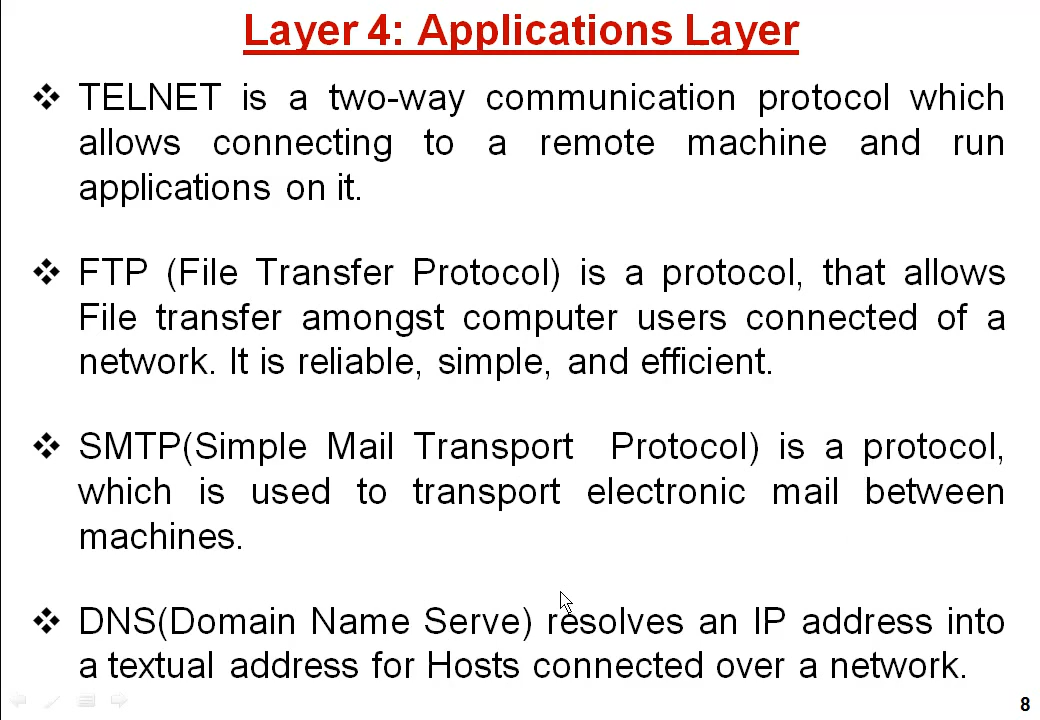 Layer 4: Applications Layer
❖ TELNET is a two-way communication protocol which
allows connecting to a remote machine and run
applications on it.
❖ FTP (File Transfer Protocol) is a protocol, that allows
File transfer amongst computer users connected of a
network. It is reliable, simple, and efficient.
❖ SMTP(Simple Mail Transport Protocol) is a protocol,
which is used to transport electronic mail between
machines.
❖ DNS(Domain Name Serve) resolves an IP address into
a textual address for Hosts connected over a network.
8